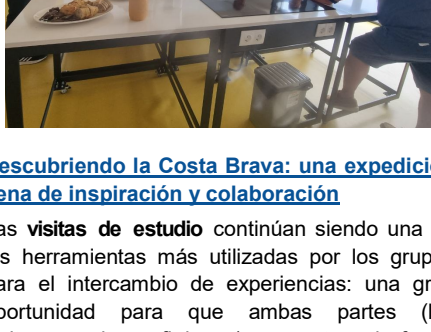 escubriendo la Costa Brava: una expedici
ena de inspiración y colaboración
as visitas de estudio continúan siendo una
s herramientas más utilizadas por los grup
ara el intercambio de experiencias: una gr
portunidad para que ambas partes (l